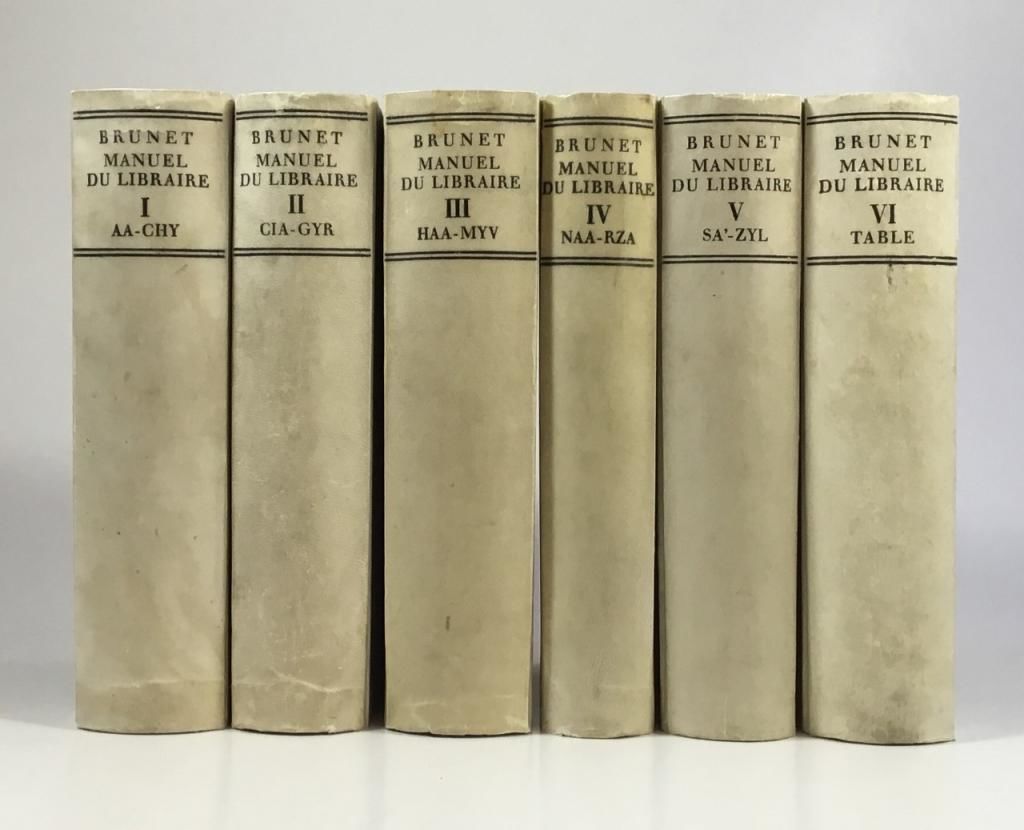 BRUNET
MANUEL
DU LIBRAIRE
I
AA-CHY
BRUNET
MANUEL
DU LIBRAIRE
II
CIA-GYR
BRUNET
MANUEL
DU LIBRAIRE
III
HAA-MYV
BRUNET
MANUEL
DU LIBRAIRE
IV
NAA-RZA
BRUNET
MANUEL
DU LIBRAIRE
V
SA'-ZYL
BRUNET
MANUEL
DU LIBRAIRE
VI
TABLE